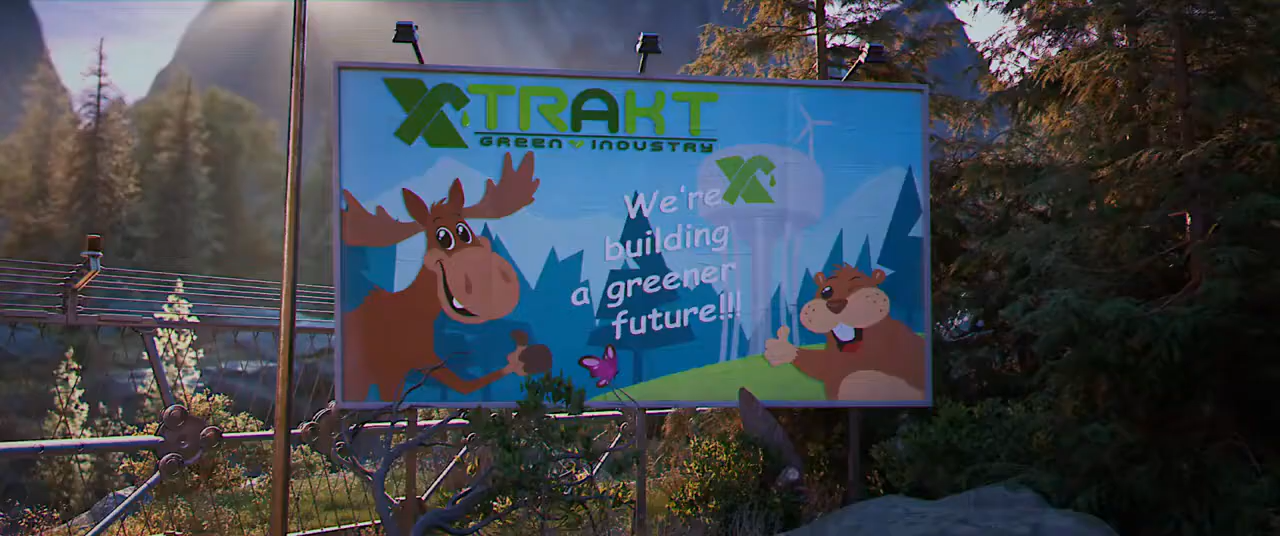 XTRAKT
GREEN INDUSTRY
We're
building
a greener
future!!!